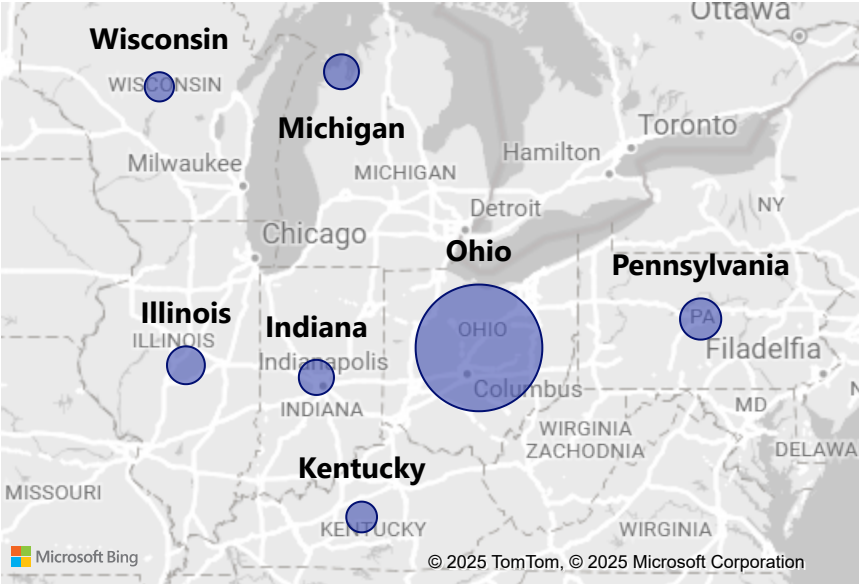 Ottawa
Wisconsin
WISCONSIN
Michigan
Toronto
Hamilton
Milwaukee
MICHIGAN
Detroit
NY
Chicago
Ohio
Pennsylvania
Illinois
Indiana
PA
OHIO
ILLINOIS
Filadelfia
Indianapolis
Columbus
INDIANA
MD
WIRGINIA
ZACHODNIA
DELAWA
Kentucky
MISSOURI
KENTUCKY
WIRGINIA
Microsoft Bing
© 2025 TomTom, © 2025 Microsoft Corporation